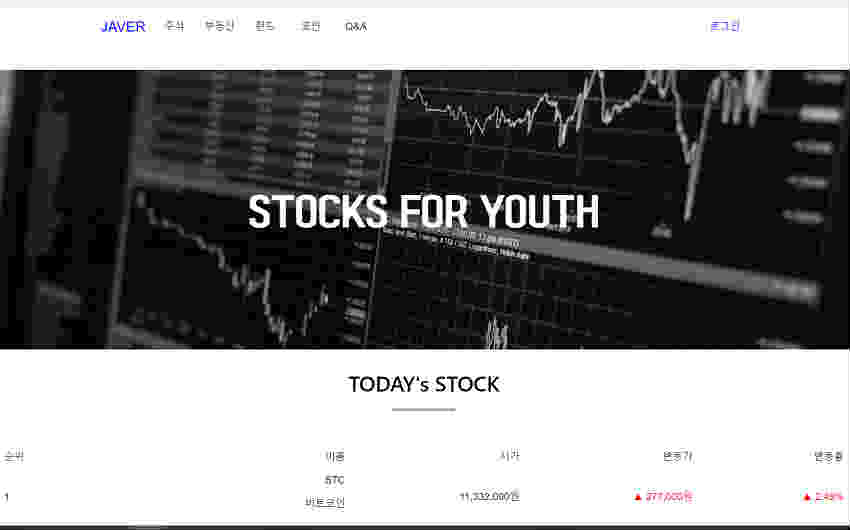 JAVER 주식 부동산 펀드 코인 Q&A 로그인
STOCKS FOR YOUTH
TODAY's STOCK
순위 이름 시가 변동가 변동률
BTC
1 비트코인 11,332,000원 ▲ 277,000원 ▲ 2.49%